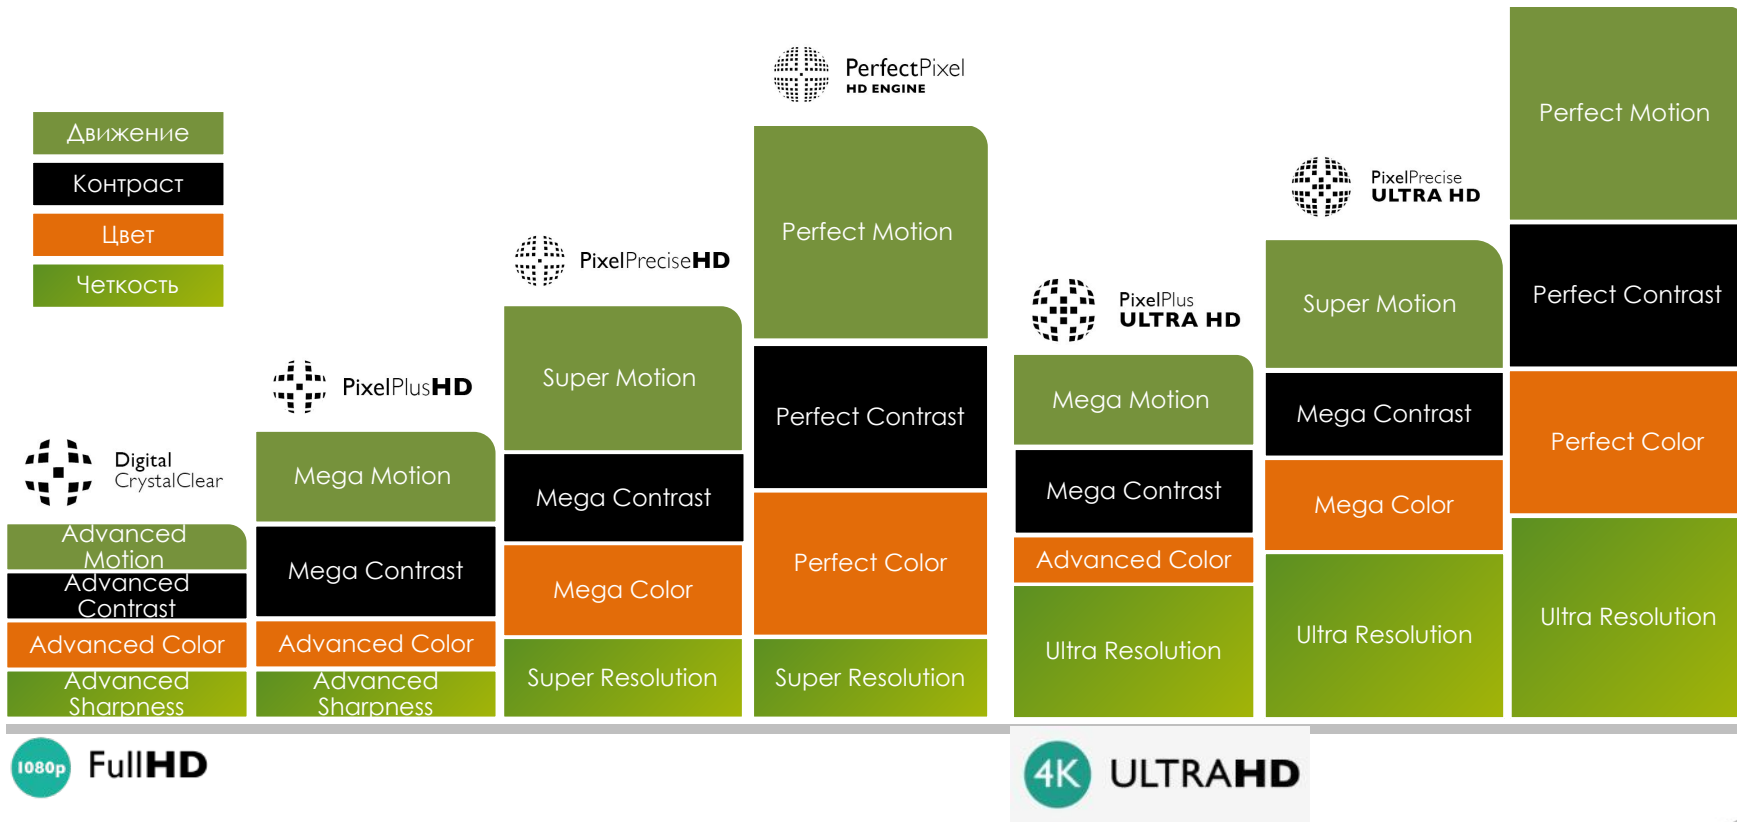 Движение
Контраст
Цвет
Четкость
Digital
CrystalClear
Advanced
Motion
Advanced
Contrast
Advanced Color
Advanced
Sharpness
PixelPlusHD
Mega Motion
Mega Contrast
Advanced Color
Advanced
Sharpness
PixelPreciseHD
Super Motion
Mega Contrast
Mega Color
Super Resolution
PerfectPixel
HD ENGINE
Perfect Motion
Perfect Contrast
Perfect Color
Super Resolution
PixelPlus
ULTRA HD
Mega Motion
Mega Contrast
Advanced Color
Ultra Resolution
PixelPrecise
ULTRA HD
Super Motion
Mega Contrast
Mega Color
Ultra Resolution
Perfect Motion
Perfect Contrast
Perfect Color
Ultra Resolution
1080p FullHD
4K ULTRAHD